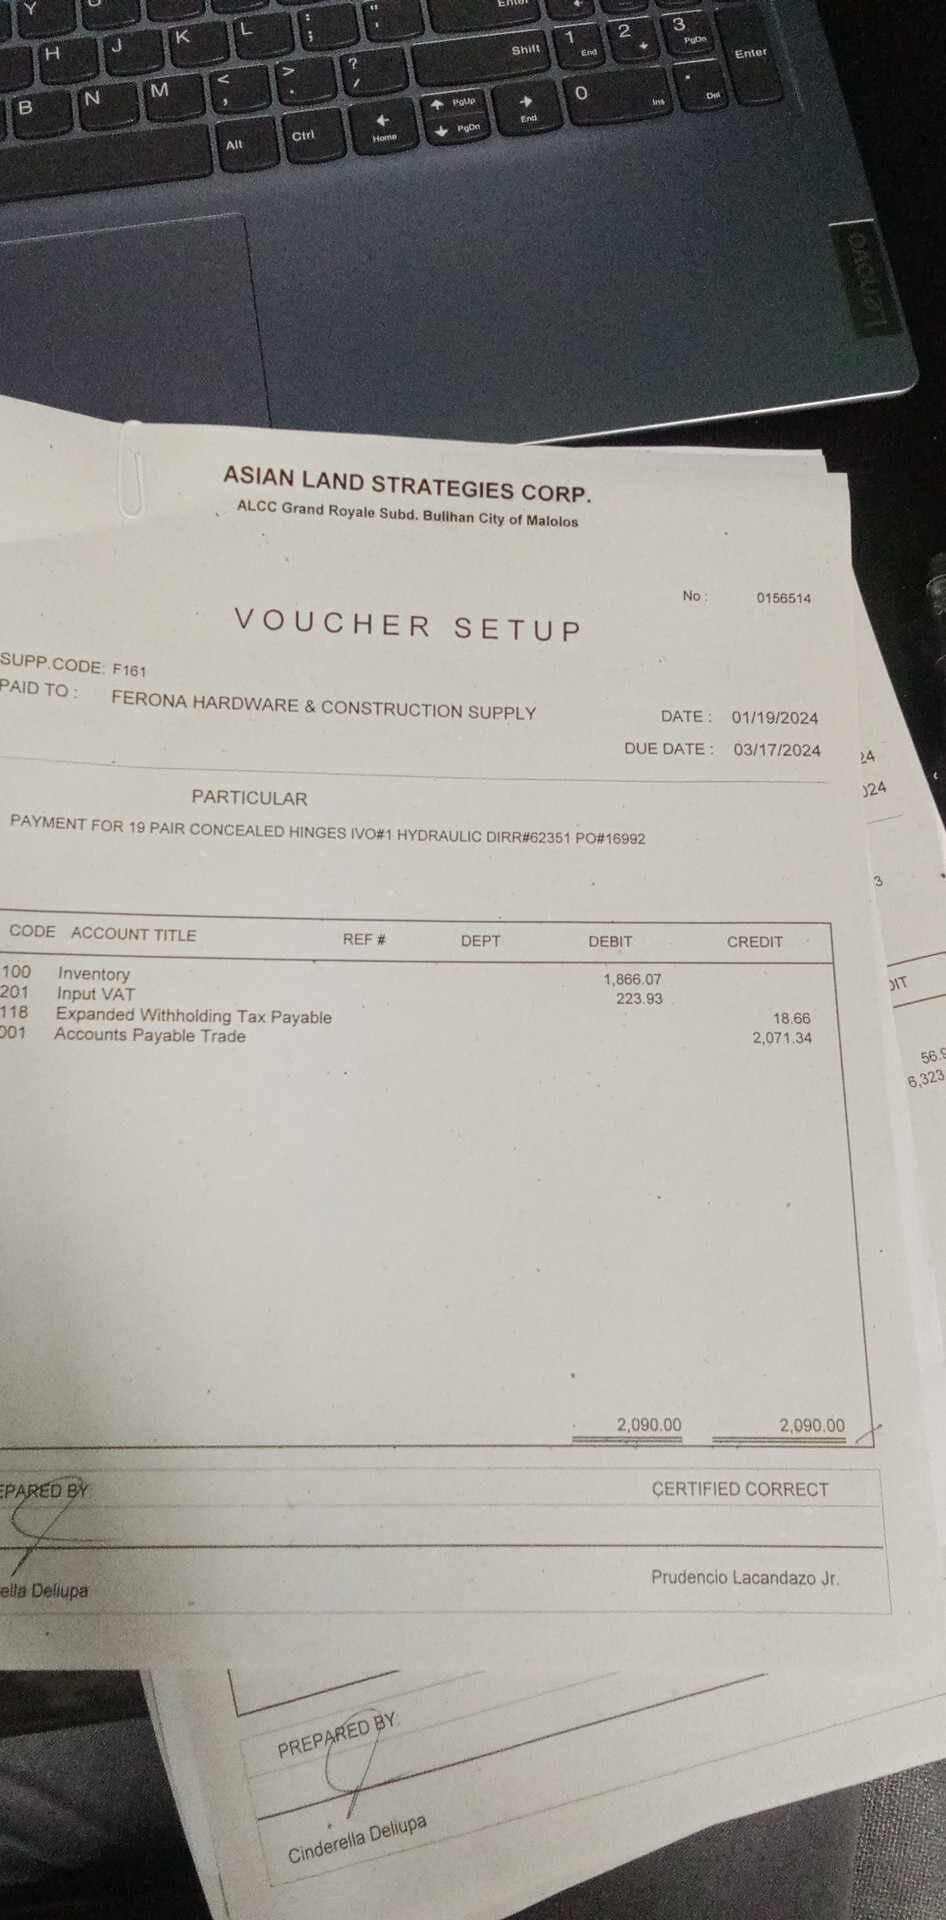 Y U Enter
H J K L : ; " ' Shift 1 End 2 3 PgDn Enter
B N M < , > . ? / PgUp 0 Ins . Del
Alt Ctrl Home PgDn End
Lenovo
ASIAN LAND STRATEGIES CORP.
ALCC Grand Royale Subd. Bulihan City of Malolos
No : 0156514
VOUCHER SETUP
SUPP.CODE: F161
PAID TO : FERONA HARDWARE & CONSTRUCTION SUPPLY
DATE : 01/19/2024
DUE DATE : 03/17/2024
PARTICULAR
PAYMENT FOR 19 PAIR CONCEALED HINGES IVO#1 HYDRAULIC DIRR#62351 PO#16992
CODE ACCOUNT TITLE REF # DEPT DEBIT CREDIT
100 Inventory 1,866.07
201 Input VAT 223.93
118 Expanded Withholding Tax Payable 18.66
001 Accounts Payable Trade 2,071.34
2,090.00 2,090.00
EPARED BY CERTIFIED CORRECT
ella Deliupa Prudencio Lacandazo Jr.
24
024
3
DIT
56.9
6,323
PREPARED BY
Cinderella Deliupa